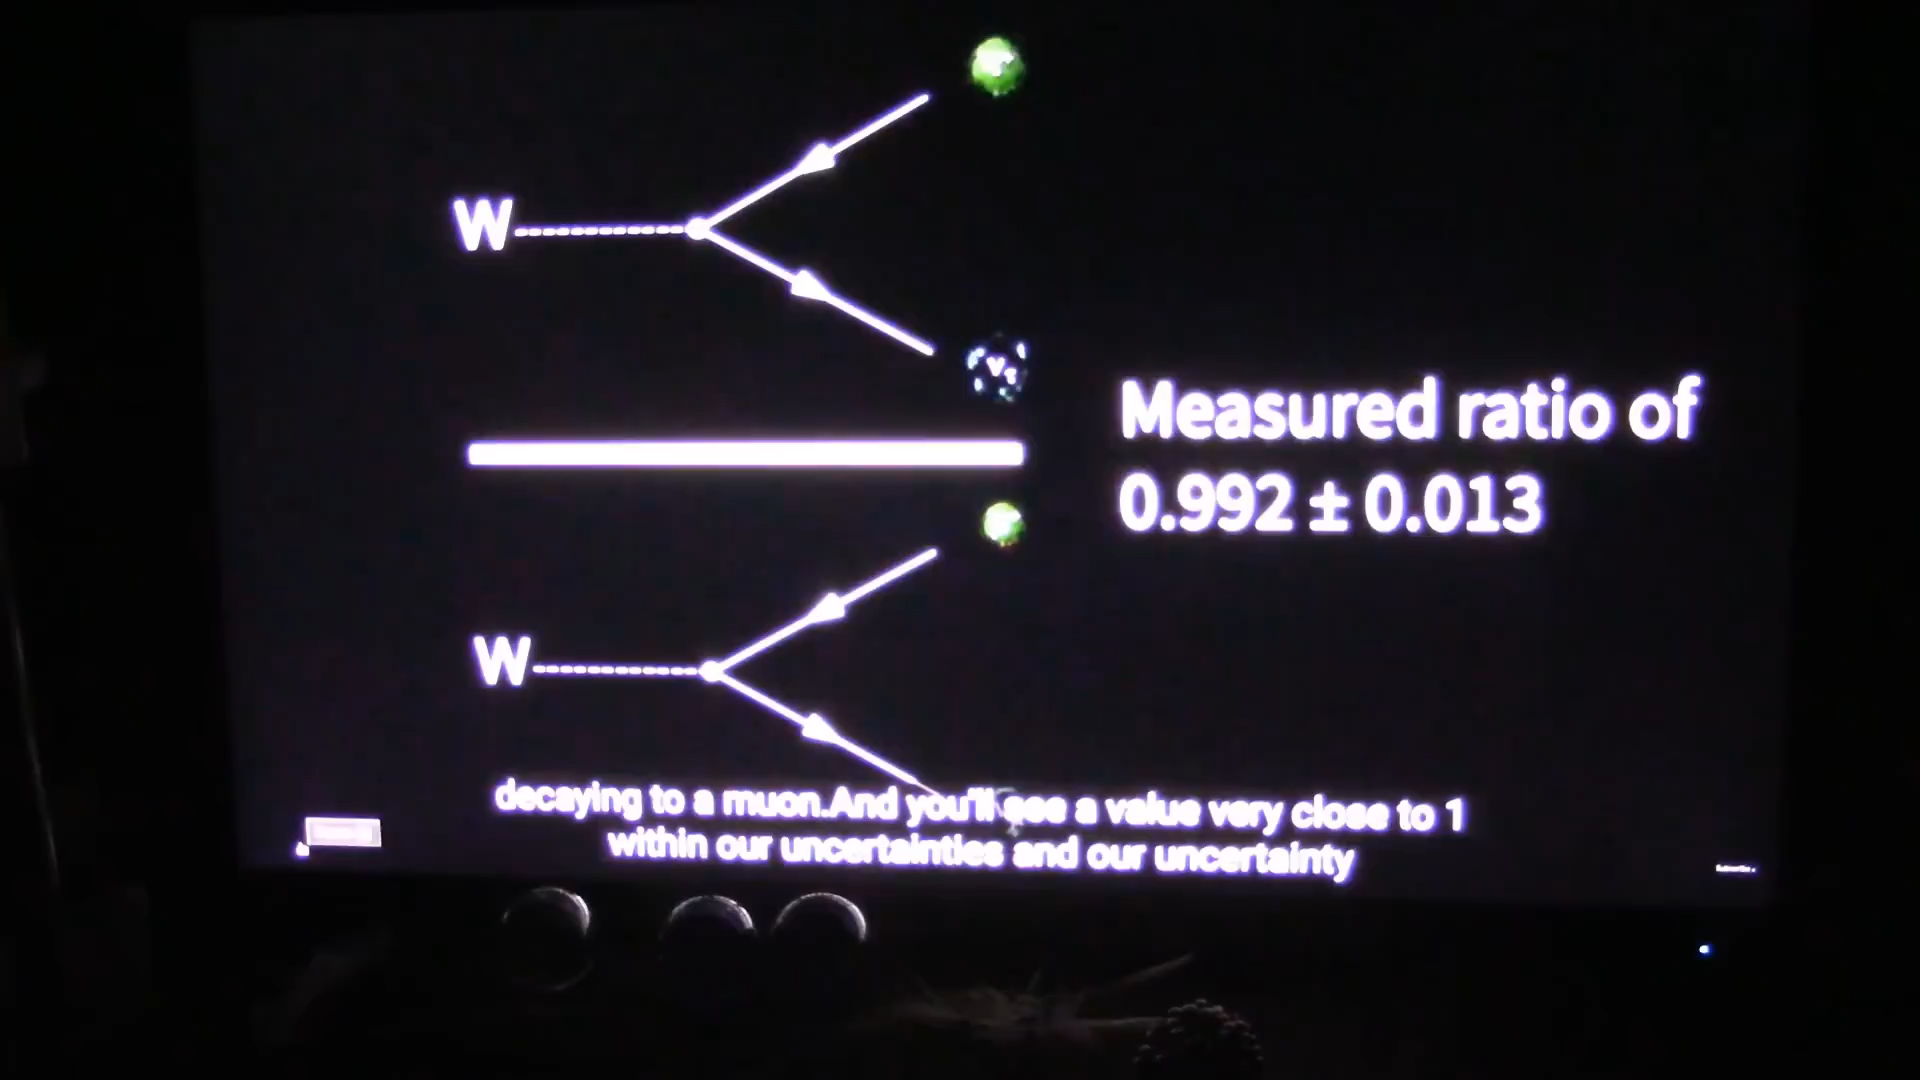 W
ντ
Measured ratio of
0.992 ± 0.013
W
decaying to a muon.And you'll see a value very close to 1
within our uncertainties and our uncertainty